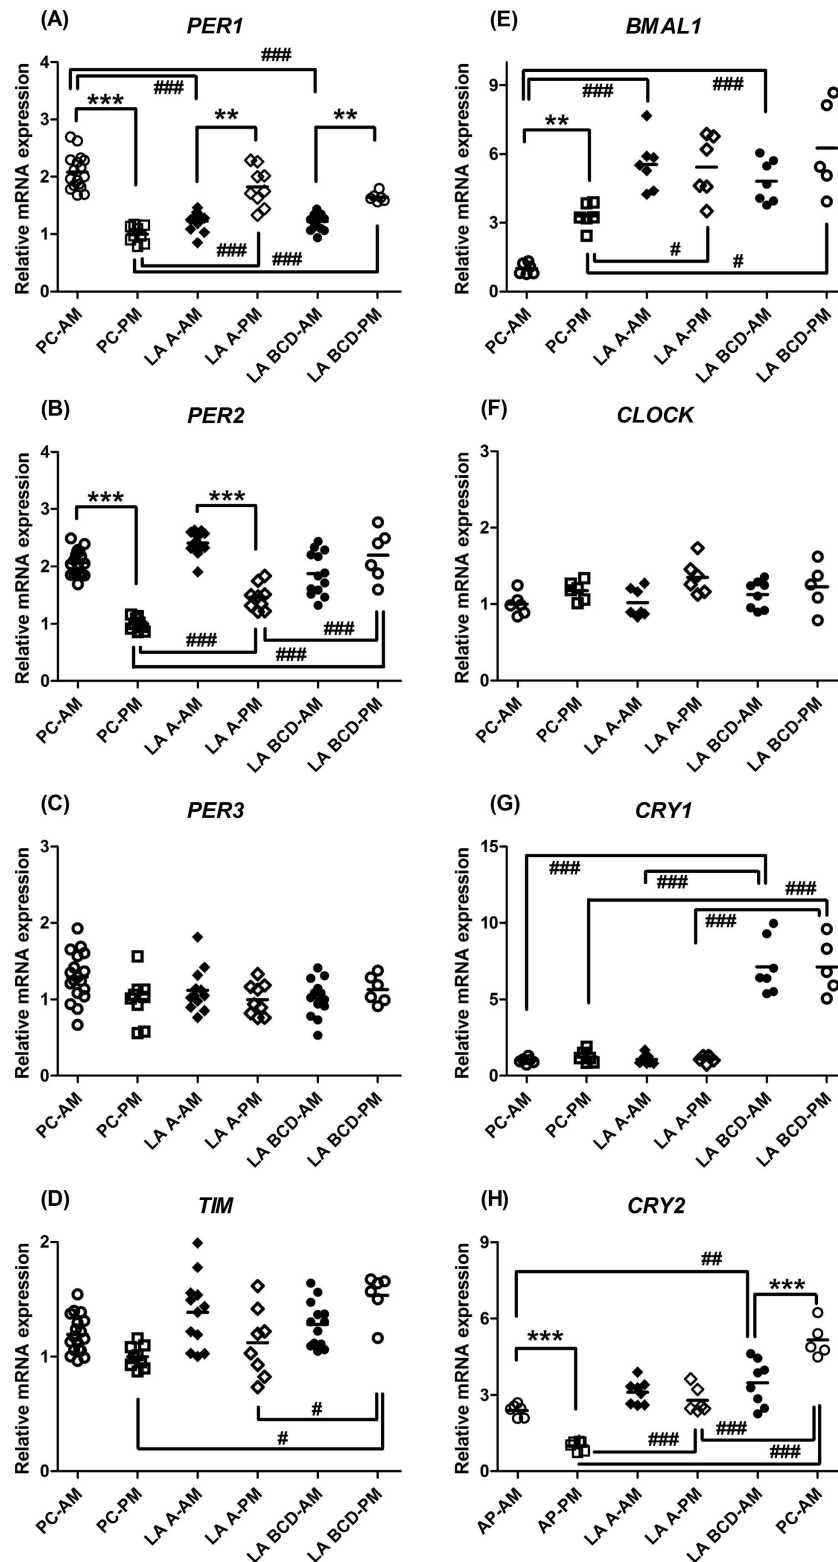 (A)
PER1
Relative mRNA expression
4
3
2
1
0
###
###
***
**
**
###
###
PC-AM
PC-PM
LA A-AM
LA A-PM
LA BCD-AM
LA BCD-PM
(E)
BMAL1
Relative mRNA expression
9
6
3
0
###
###
**
#
#
PC-AM
PC-PM
LA A-AM
LA A-PM
LA BCD-AM
LA BCD-PM
(B)
PER2
Relative mRNA expression
4
3
2
1
0
***
***
###
###
###
PC-AM
PC-PM
LA A-AM
LA A-PM
LA BCD-AM
LA BCD-PM
(F)
CLOCK
Relative mRNA expression
3
2
1
0
PC-AM
PC-PM
LA A-AM
LA A-PM
LA BCD-AM
LA BCD-PM
(C)
PER3
Relative mRNA expression
3
2
1
0
PC-AM
PC-PM
LA A-AM
LA A-PM
LA BCD-AM
LA BCD-PM
(G)
CRY1
Relative mRNA expression
15
10
5
0
###
###
###
###
PC-AM
PC-PM
LA A-AM
LA A-PM
LA BCD-AM
LA BCD-PM
(D)
TIM
Relative mRNA expression
2
1
0
#
#
PC-AM
PC-PM
LA A-AM
LA A-PM
LA BCD-AM
LA BCD-PM
(H)
CRY2
Relative mRNA expression
9
6
3
0
##
***
***
###
###
###
AP-AM
AP-PM
LA A-AM
LA A-PM
LA BCD-AM
PC-AM